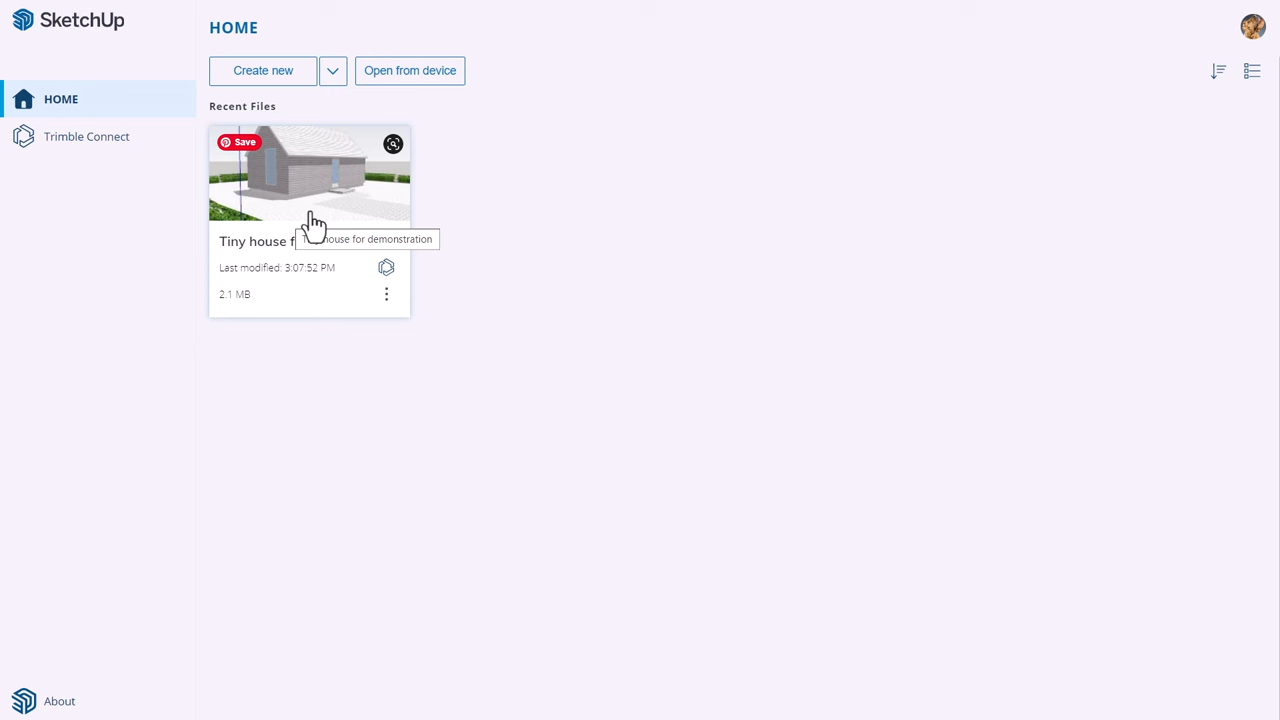 SketchUp
HOME
Create new
Open from device
HOME
Recent Files
Trimble Connect
Save
Tiny house f
house for demonstration
Last modified: 3:07:52 PM
2.1 MB
About